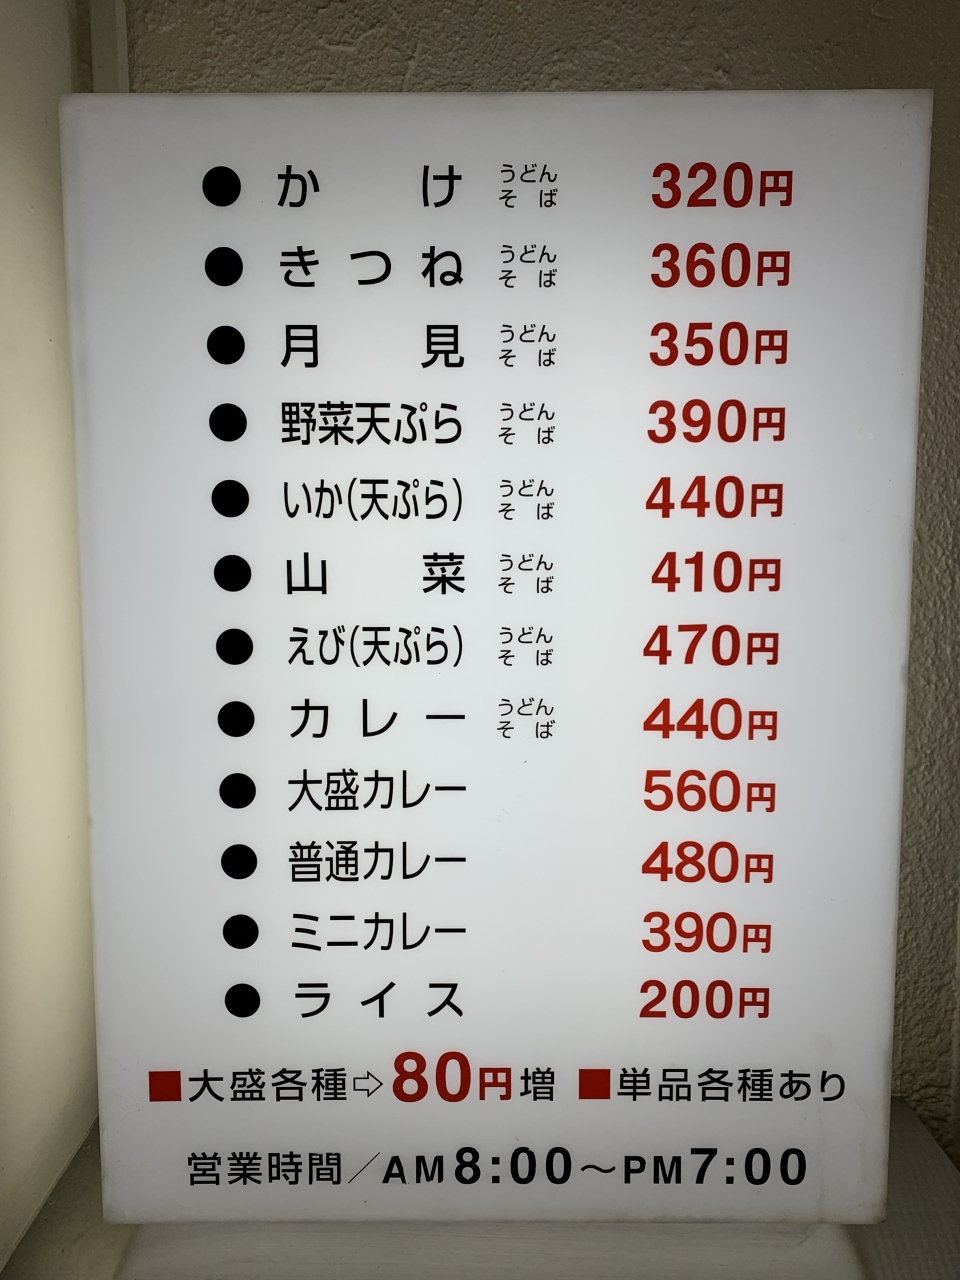 ●かけ うどん そば 320円
●きつね うどん そば 360円
●月見 うどん そば 350円
●野菜天ぷら うどん そば 390円
●いか(天ぷら) うどん そば 440円
●山菜 うどん そば 410円
●えび(天ぷら) うどん そば 470円
●カレー うどん そば 440円
●大盛カレー 560円
●普通カレー 480円
●ミニカレー 390円
●ライス 200円
■大盛各種⇨80円増 ■単品各種あり
営業時間／AM8:00～PM7:00